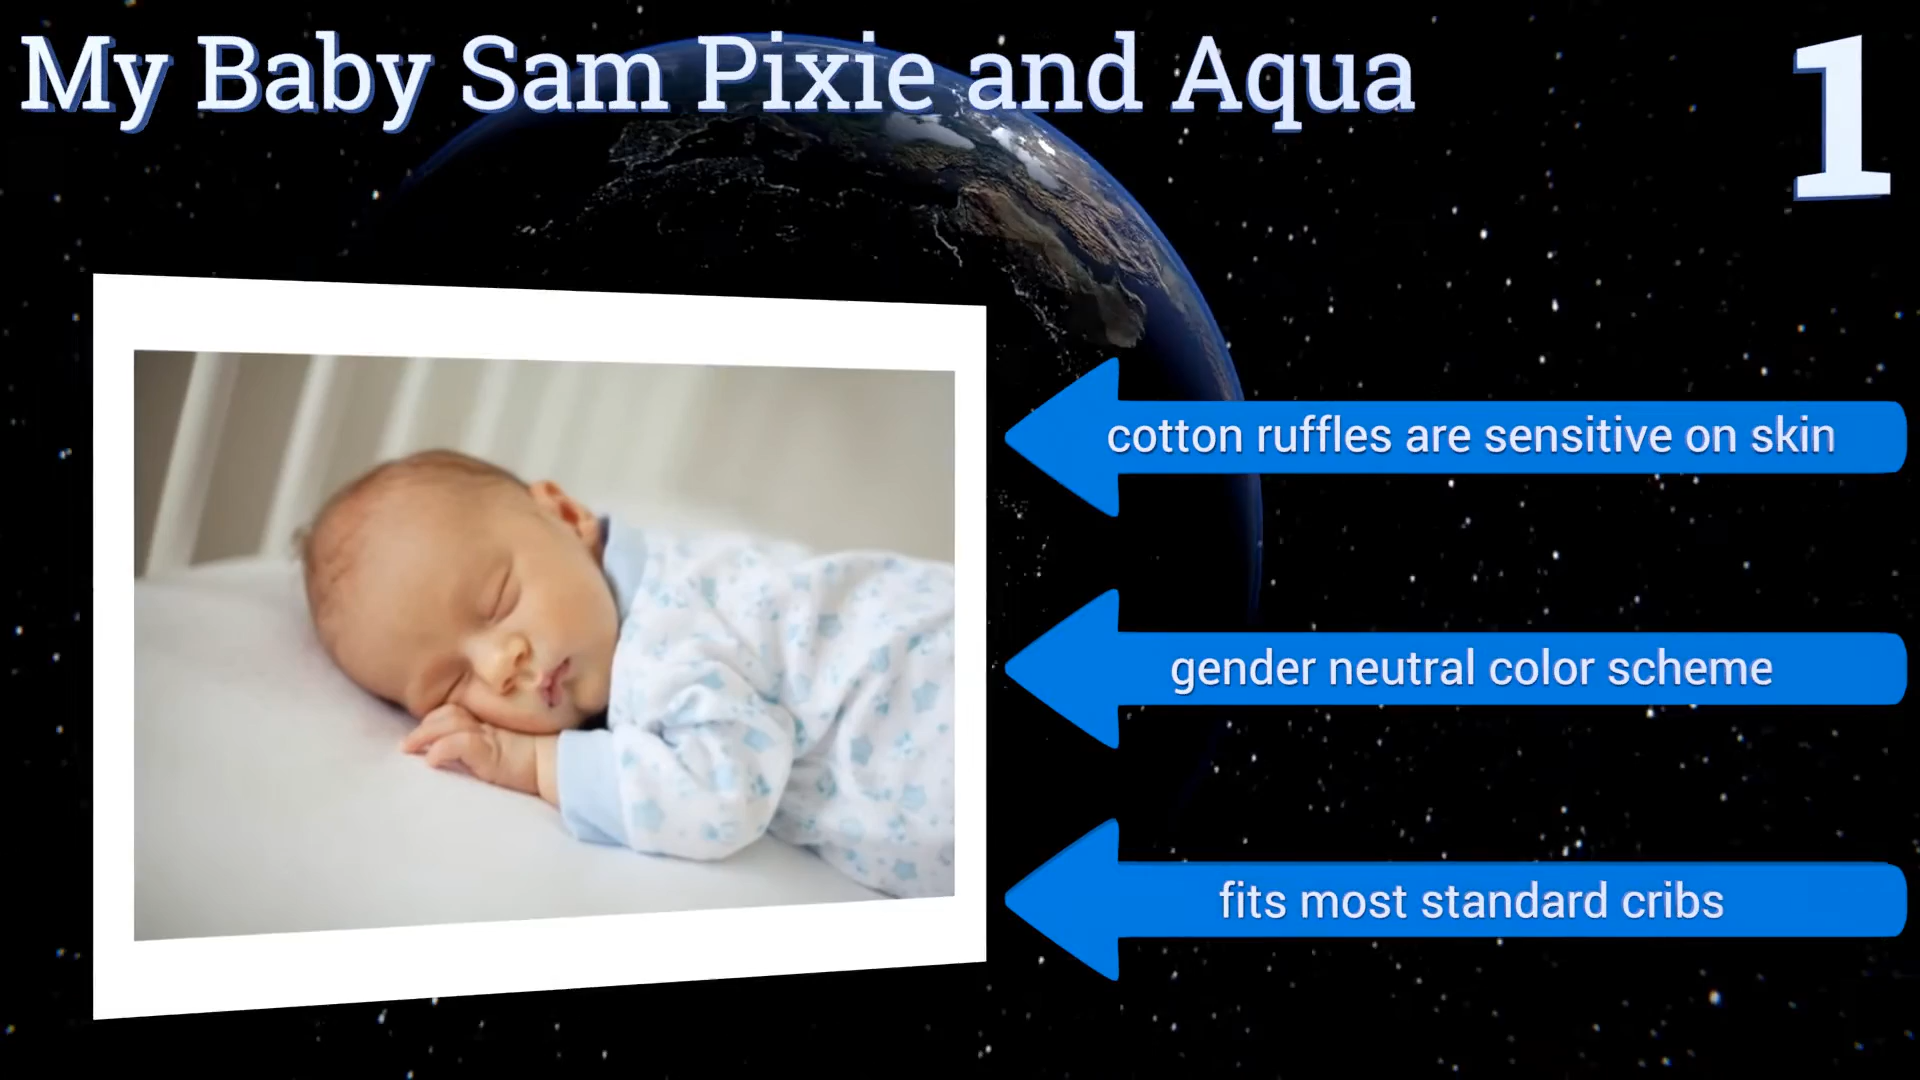 My Baby Sam Pixie and Aqua
1
cotton ruffles are sensitive on skin
gender neutral color scheme
fits most standard cribs